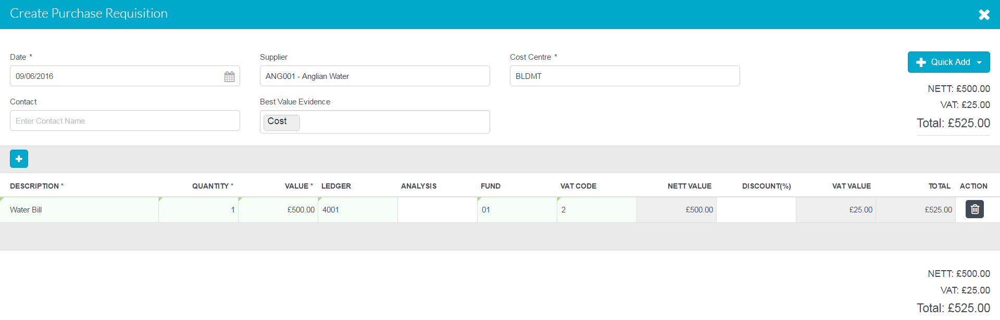 Create Purchase Requisition
Date *
Supplier
Cost Centre *
09/06/2016
ANG001 - Anglian Water
BLDMT
Quick Add
Contact
Best Value Evidence
Enter Contact Name
Cost
NETT: £500.00
VAT: £25.00
Total: £525.00
DESCRIPTION * QUANTITY * VALUE * LEDGER ANALYSIS FUND VAT CODE NETT VALUE DISCOUNT(%) VAT VALUE TOTAL ACTION
Water Bill 1 £500.00 4001 01 2 £500.00 £25.00 £525.00
NETT: £500.00
VAT: £25.00
Total: £525.00